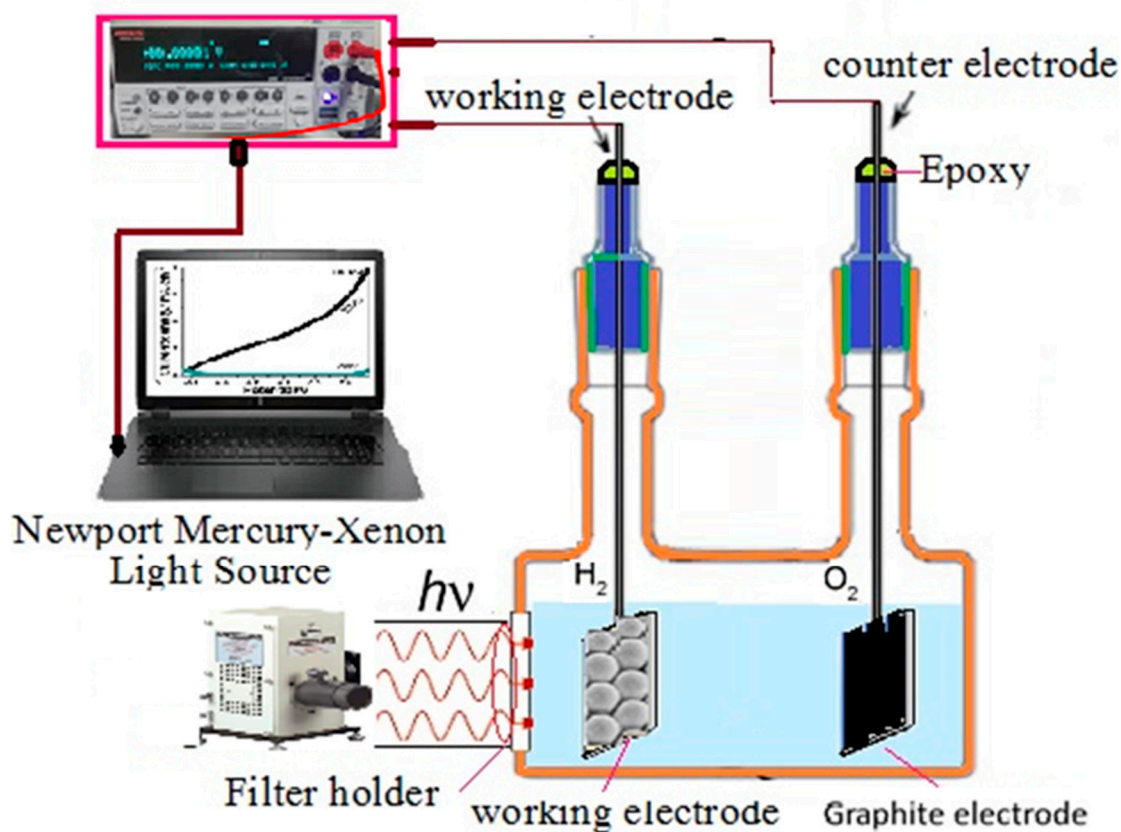 counter electrode
working electrode
Epoxy
Newport Mercury-Xenon
Light Source
H2
O2
hν
Filter holder
working electrode
Graphite electrode